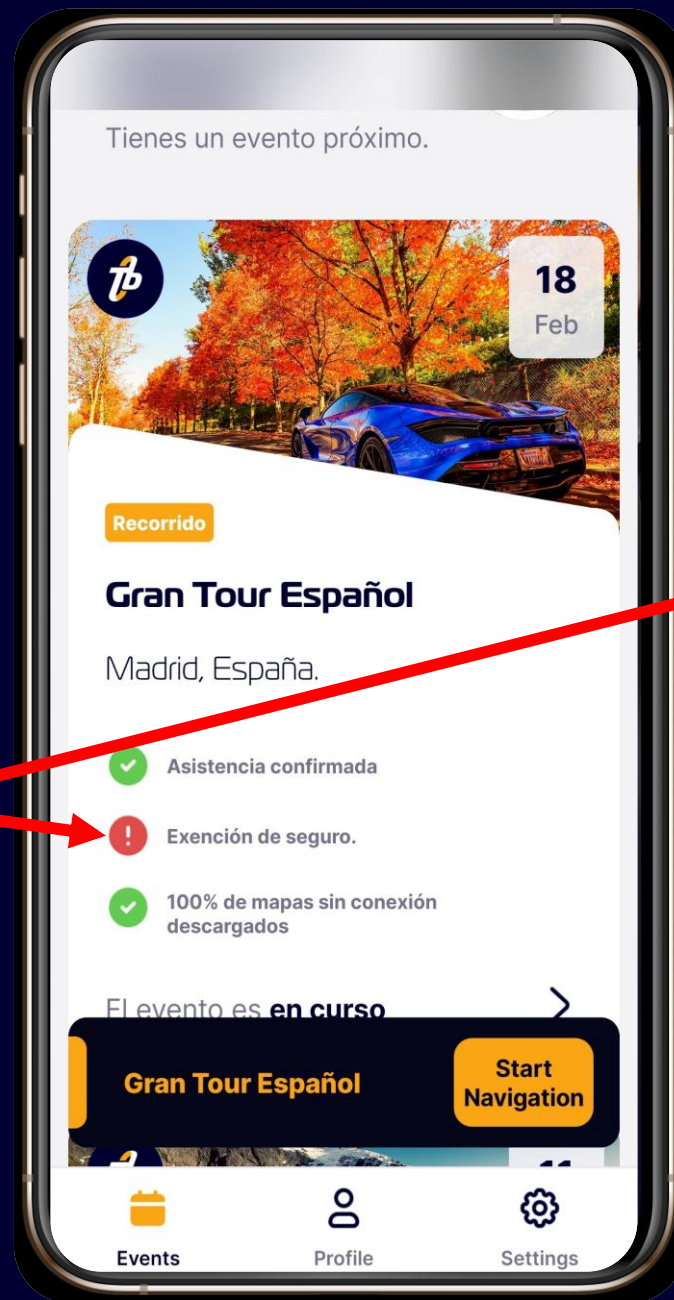 Tienes un evento próximo.
18
Feb
Recorrido
Gran Tour Español
Madrid, España.
Asistencia confirmada
Exención de seguro.
100% de mapas sin conexión
descargados
El evento es en curso
Gran Tour Español
Start
Navigation
Events
Profile
Settings